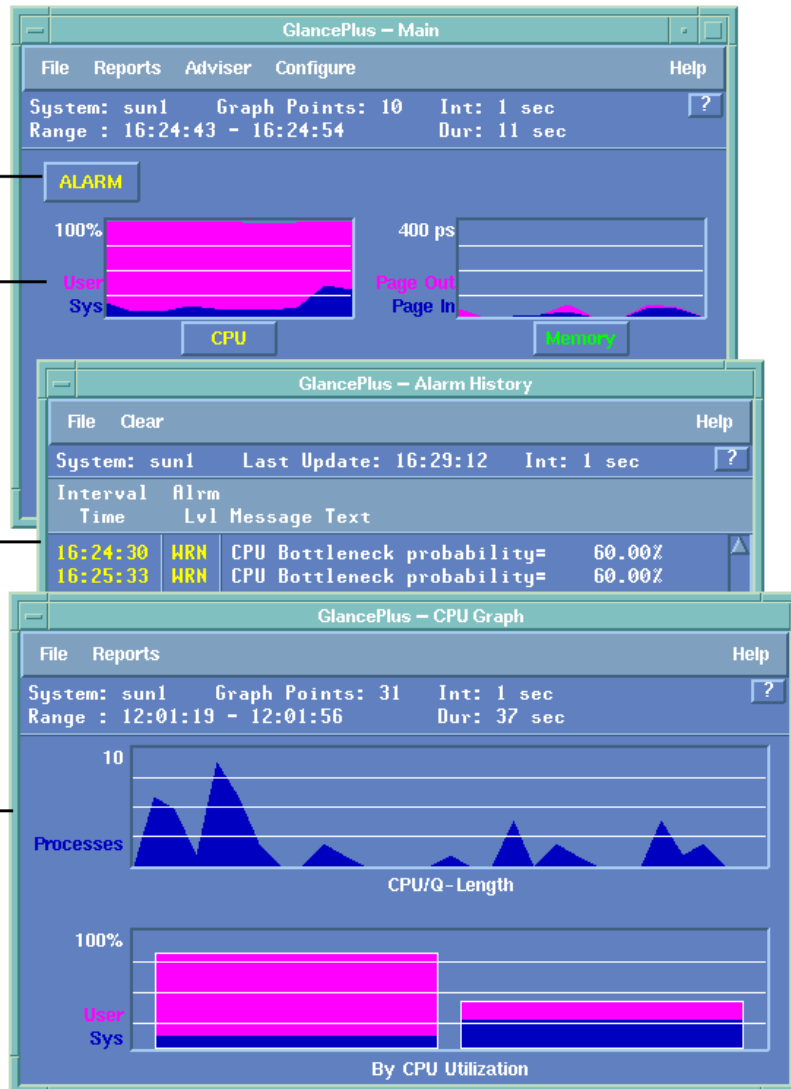 GlancePlus – Main
File Reports Adviser Configure Help
System: sun1 Graph Points: 10 Int: 1 sec ?
Range : 16:24:43 - 16:24:54 Dur: 11 sec
ALARM
100% 400 ps
User Page Out
Sys Page In
CPU Memory
GlancePlus – Alarm History
File Clear Help
System: sun1 Last Update: 16:29:12 Int: 1 sec ?
Interval Alrm
Time Lvl Message Text
16:24:30 WRN CPU Bottleneck probability= 60.00%
16:25:33 WRN CPU Bottleneck probability= 60.00%
GlancePlus – CPU Graph
File Reports Help
System: sun1 Graph Points: 31 Int: 1 sec ?
Range : 12:01:19 - 12:01:56 Dur: 37 sec
10
Processes
CPU/Q-Length
100%
User
Sys
By CPU Utilization